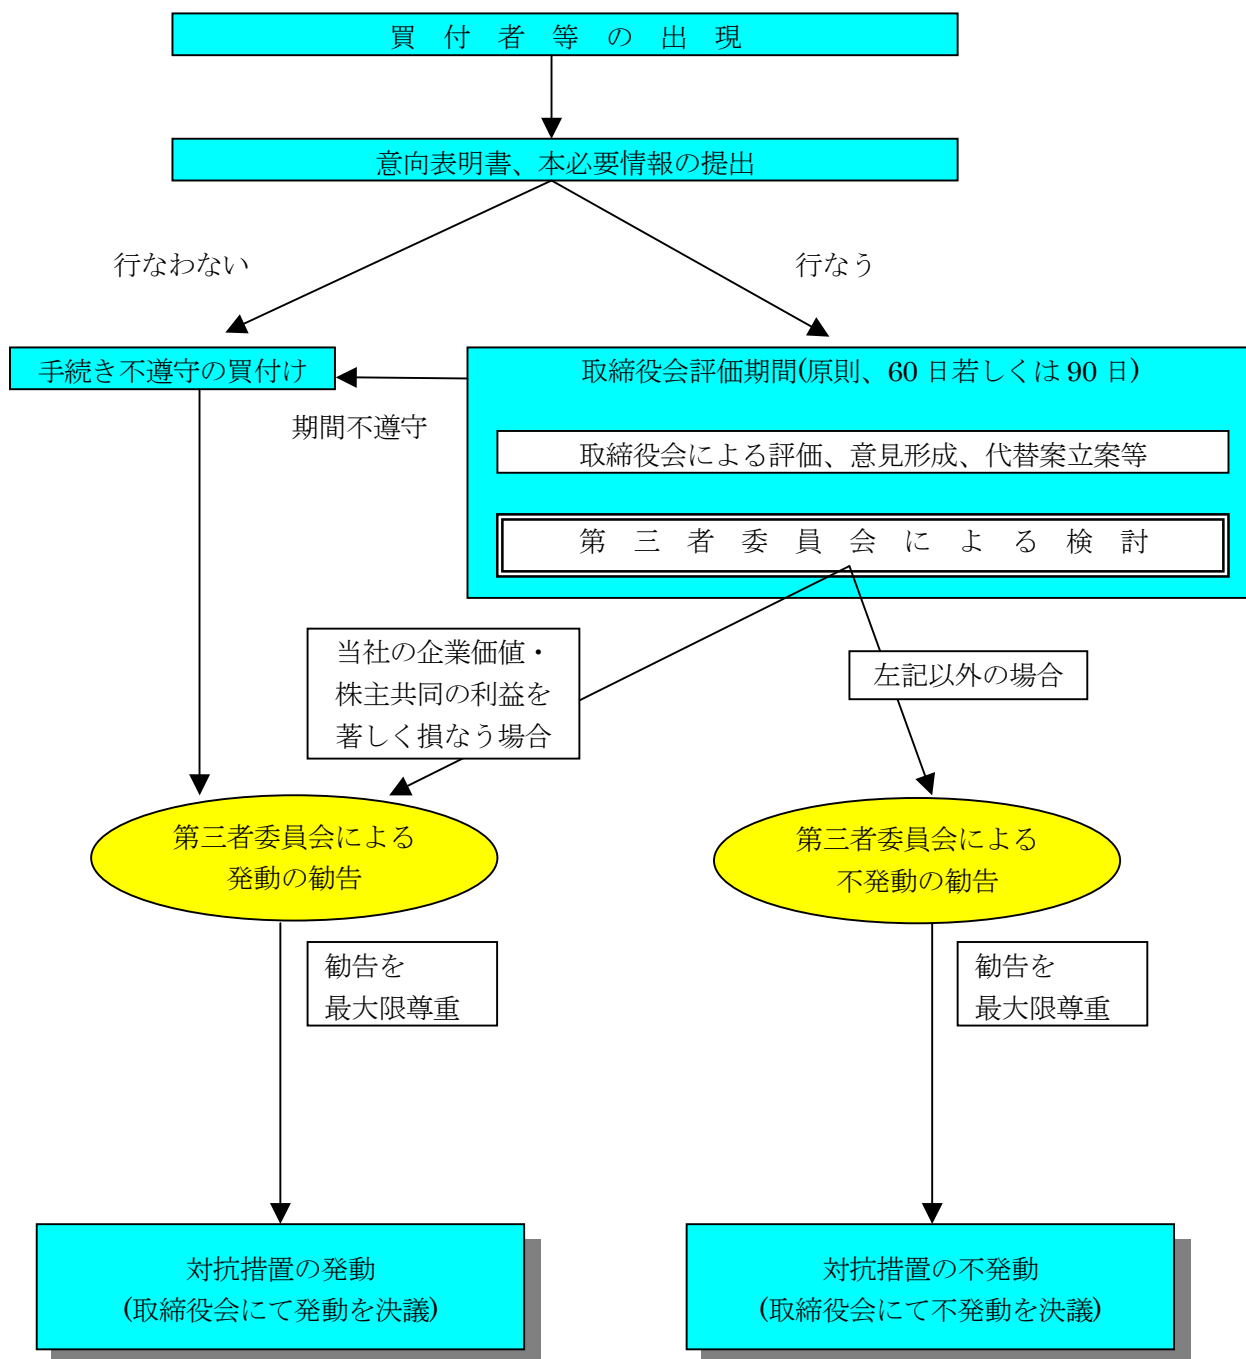 買付者等の出現
意向表明書、本必要情報の提出
行なわない
行なう
手続き不遵守の買付け
取締役会評価期間(原則、60日若しくは90日)
期間不遵守
取締役会による評価、意見形成、代替案立案等
第三者委員会による検討
当社の企業価値・
株主共同の利益を
著しく損なう場合
左記以外の場合
第三者委員会による
発動の勧告
第三者委員会による
不発動の勧告
勧告を
最大限尊重
勧告を
最大限尊重
対抗措置の発動
(取締役会にて発動を決議)
対抗措置の不発動
(取締役会にて不発動を決議)